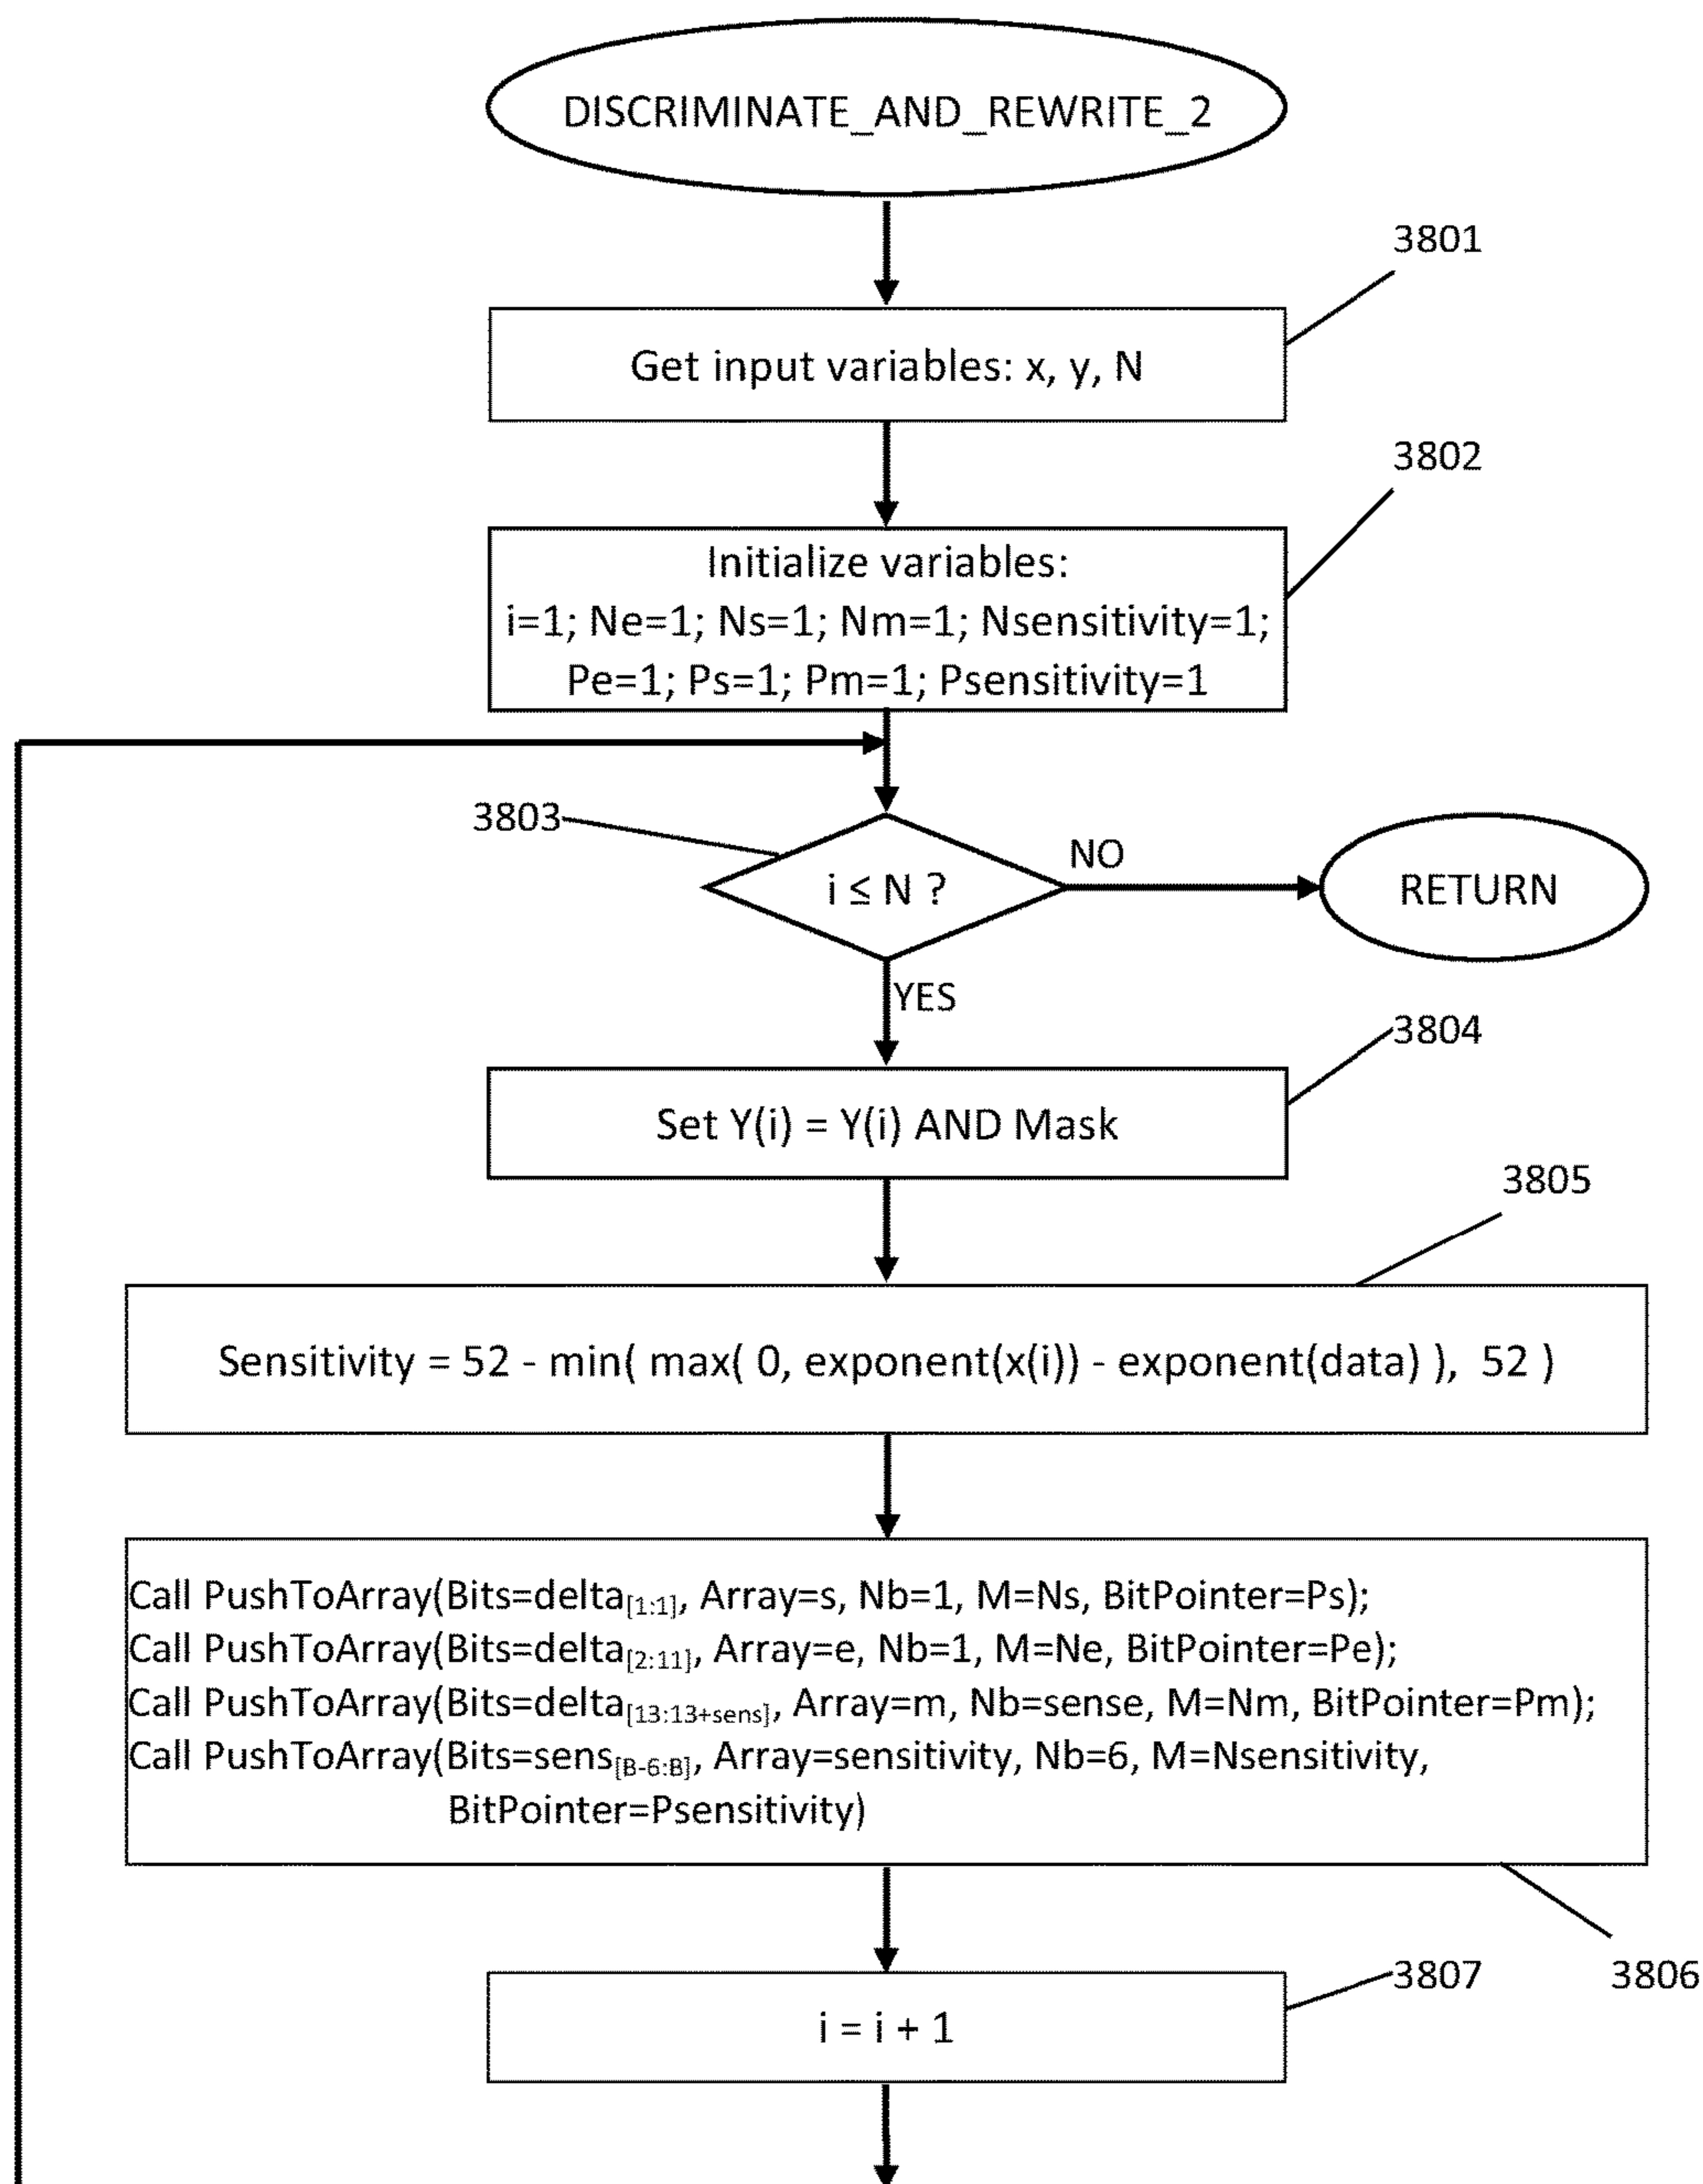 DISCRIMINATE_AND_REWRITE_2
3801
Get input variables: x, y, N
3802
Initialize variables:
i=1; Ne=1; Ns=1; Nm=1; Nsensitivity=1;
Pe=1; Ps=1; Pm=1; Psensitivity=1
3803
i ≤ N ?
NO
RETURN
YES
3804
Set Y(i) = Y(i) AND Mask
3805
Sensitivity = 52 - min( max( 0, exponent(x(i)) - exponent(data) ), 52 )
Call PushToArray(Bits=delta[1:1], Array=s, Nb=1, M=Ns, BitPointer=Ps);
Call PushToArray(Bits=delta[2:11], Array=e, Nb=1, M=Ne, BitPointer=Pe);
Call PushToArray(Bits=delta[13:13+sens], Array=m, Nb=sense, M=Nm, BitPointer=Pm);
Call PushToArray(Bits=sens[B-6:B], Array=sensitivity, Nb=6, M=Nsensitivity,
BitPointer=Psensitivity)
3807
3806
i = i + 1